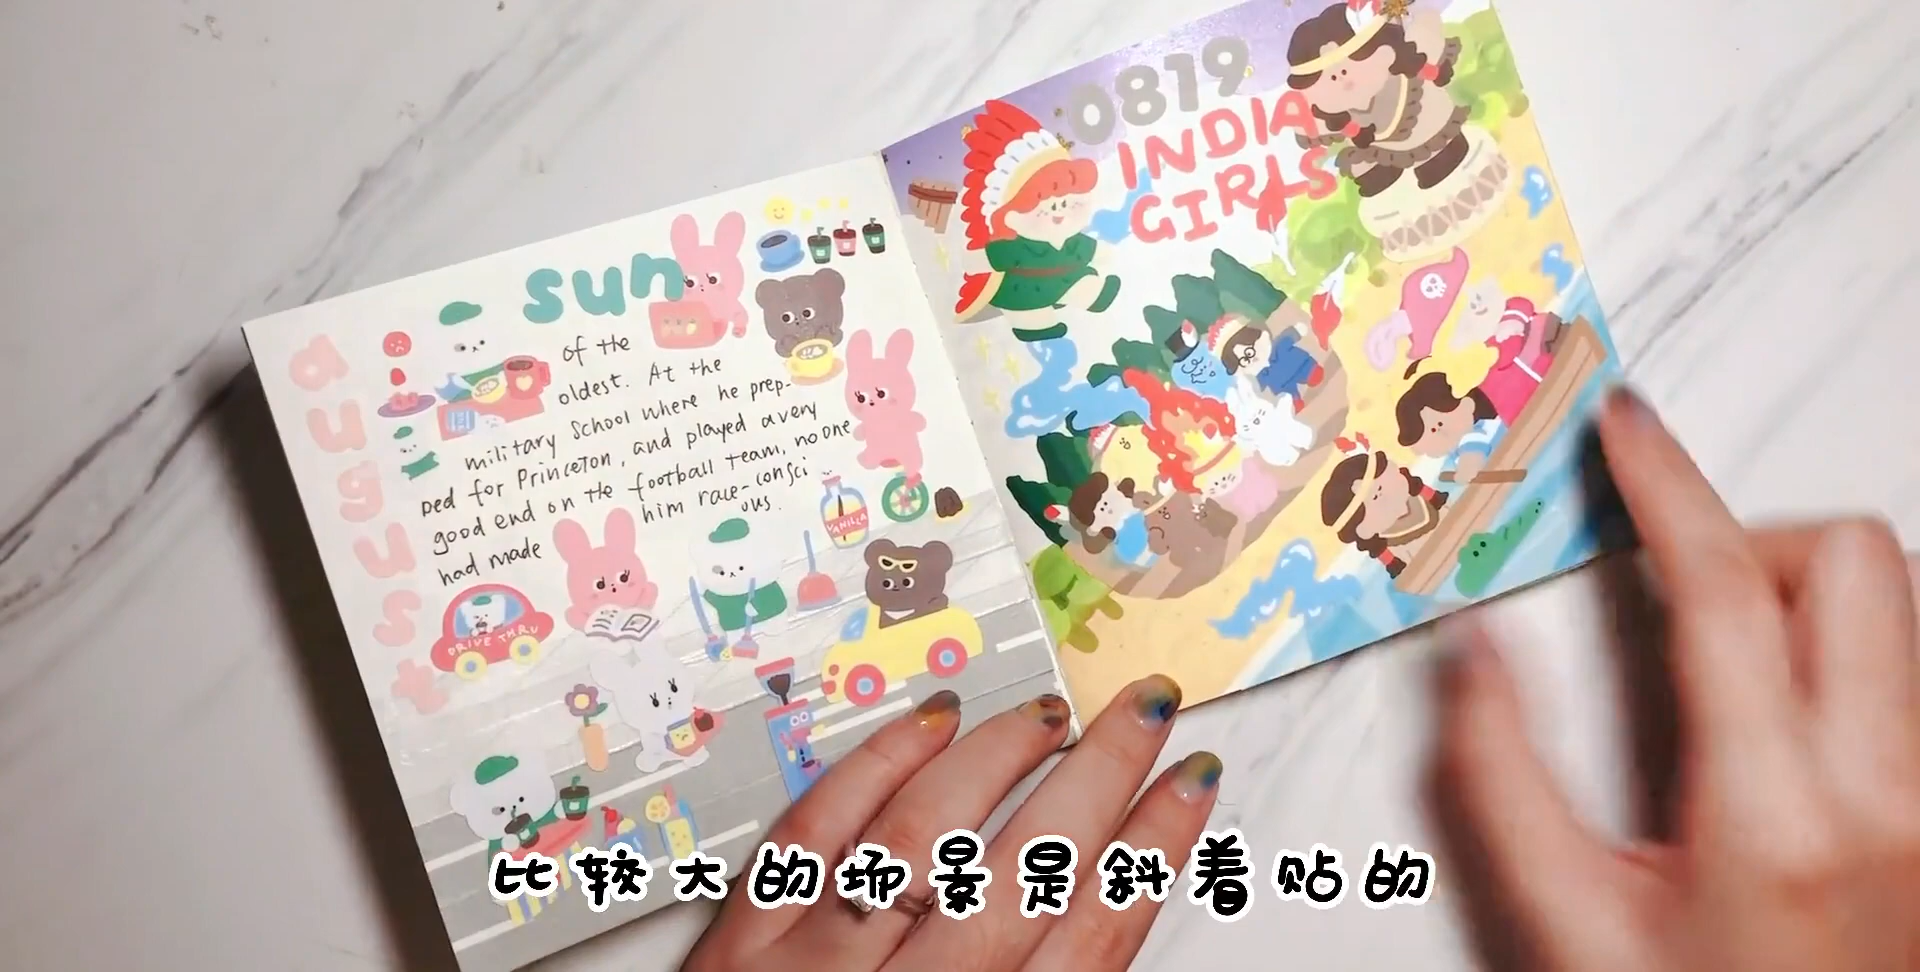 august
sun
of the
oldest. At the
military School where he prep-
ped for Princeton, and played a very
good end on the football team, no one
had made him race-consci
ous.
VANILLA
DRIVE THRU
0819
INDIA
GIRLS
比较大的场景是斜着贴的